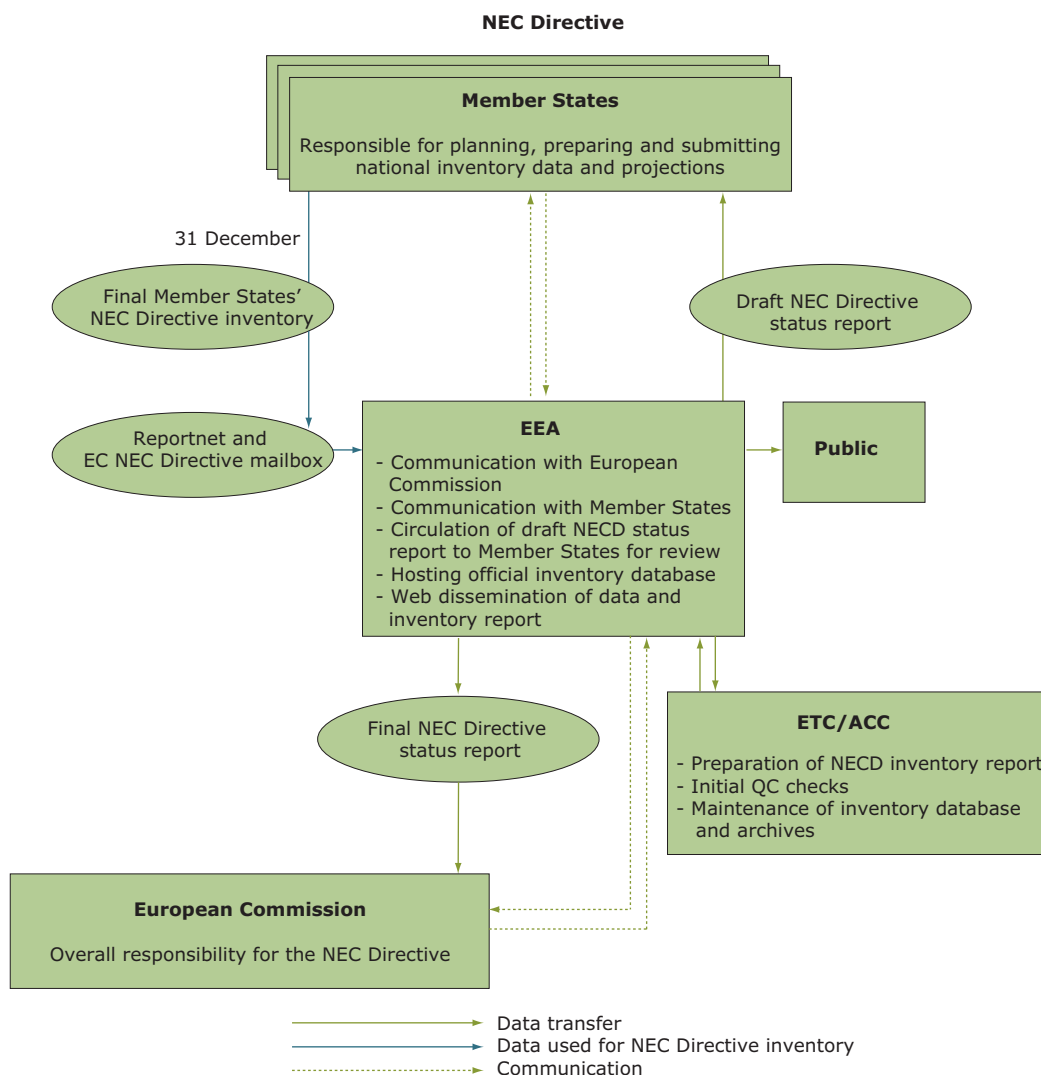 NEC Directive
Member States
Responsible for planning, preparing and submitting
national inventory data and projections
31 December
Final Member States’
NEC Directive inventory
Draft NEC Directive
status report
Reportnet and
EC NEC Directive mailbox
EEA
- Communication with European
Commission
- Communication with Member States
- Circulation of draft NECD status
report to Member States for review
- Hosting official inventory database
- Web dissemination of data and
inventory report
Public
Final NEC Directive
status report
ETC/ACC
- Preparation of NECD inventory report
- Initial QC checks
- Maintenance of inventory database
and archives
European Commission
Overall responsibility for the NEC Directive
Data transfer
Data used for NEC Directive inventory
Communication